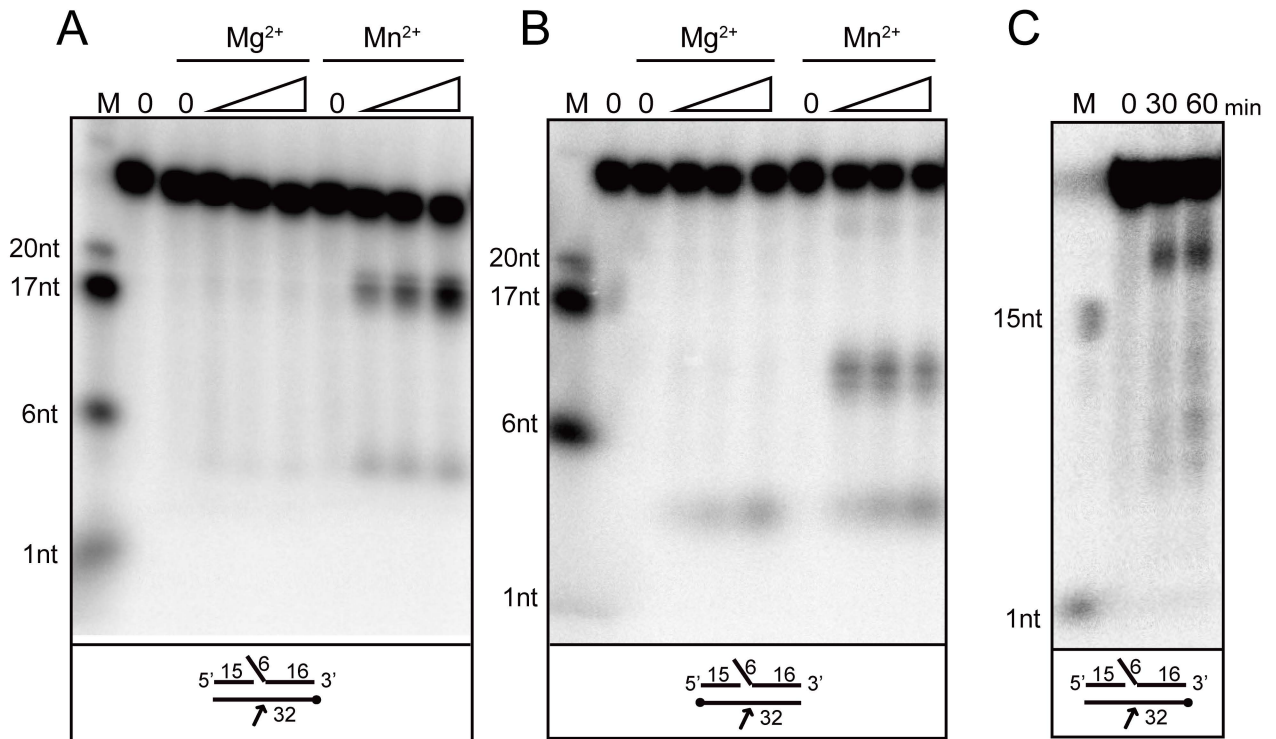 A
Mg2+ Mn2+
M 0 0 0
20nt
17nt
6nt
1nt
5' 15 6 16 3'
32
B
Mg2+ Mn2+
M 0 0 0
20nt
17nt
6nt
1nt
5' 15 6 16 3'
32
C
M 0 30 60 min
15nt
1nt
5' 15 6 16 3'
32